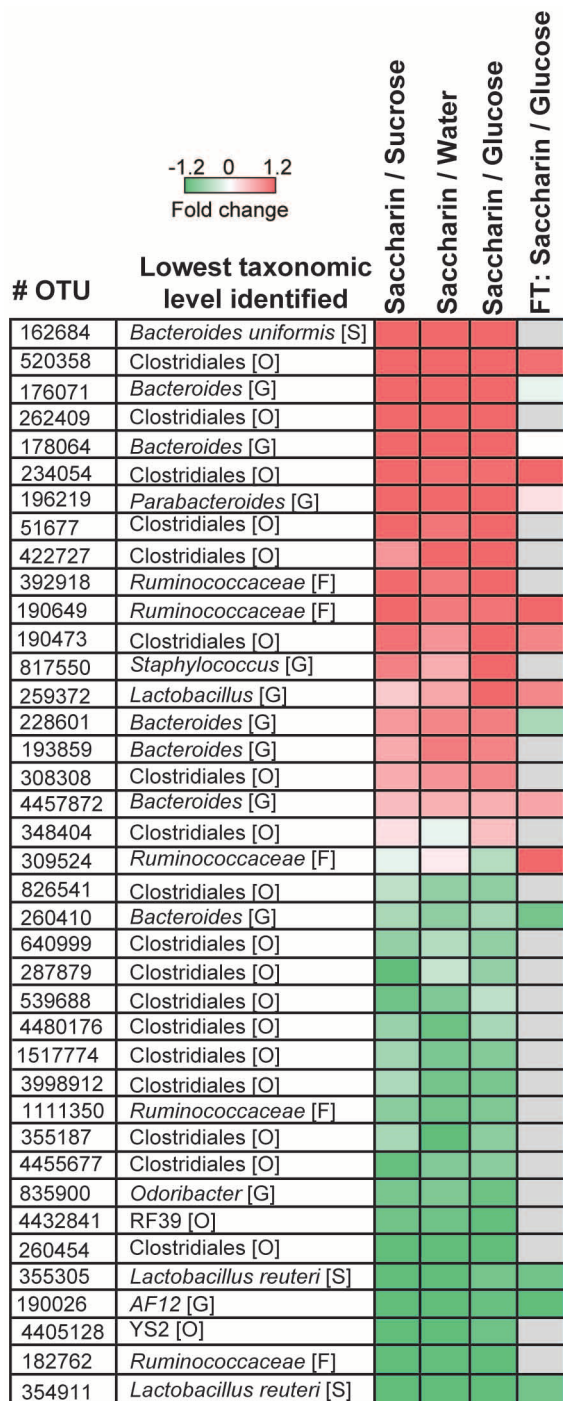 Saccharin / Sucrose
Saccharin / Water
Saccharin / Glucose
FT: Saccharin / Glucose
-1.2 0 1.2
Fold change
# OTU Lowest taxonomic level identified
162684 Bacteroides uniformis [S]
520358 Clostridiales [O]
176071 Bacteroides [G]
262409 Clostridiales [O]
178064 Bacteroides [G]
234054 Clostridiales [O]
196219 Parabacteroides [G]
51677 Clostridiales [O]
422727 Clostridiales [O]
392918 Ruminococcaceae [F]
190649 Ruminococcaceae [F]
190473 Clostridiales [O]
817550 Staphylococcus [G]
259372 Lactobacillus [G]
228601 Bacteroides [G]
193859 Bacteroides [G]
308308 Clostridiales [O]
4457872 Bacteroides [G]
348404 Clostridiales [O]
309524 Ruminococcaceae [F]
826541 Clostridiales [O]
260410 Bacteroides [G]
640999 Clostridiales [O]
287879 Clostridiales [O]
539688 Clostridiales [O]
4480176 Clostridiales [O]
1517774 Clostridiales [O]
3998912 Clostridiales [O]
1111350 Ruminococcaceae [F]
355187 Clostridiales [O]
4455677 Clostridiales [O]
835900 Odoribacter [G]
4432841 RF39 [O]
260454 Clostridiales [O]
355305 Lactobacillus reuteri [S]
190026 AF12 [G]
4405128 YS2 [O]
182762 Ruminococcaceae [F]
354911 Lactobacillus reuteri [S]